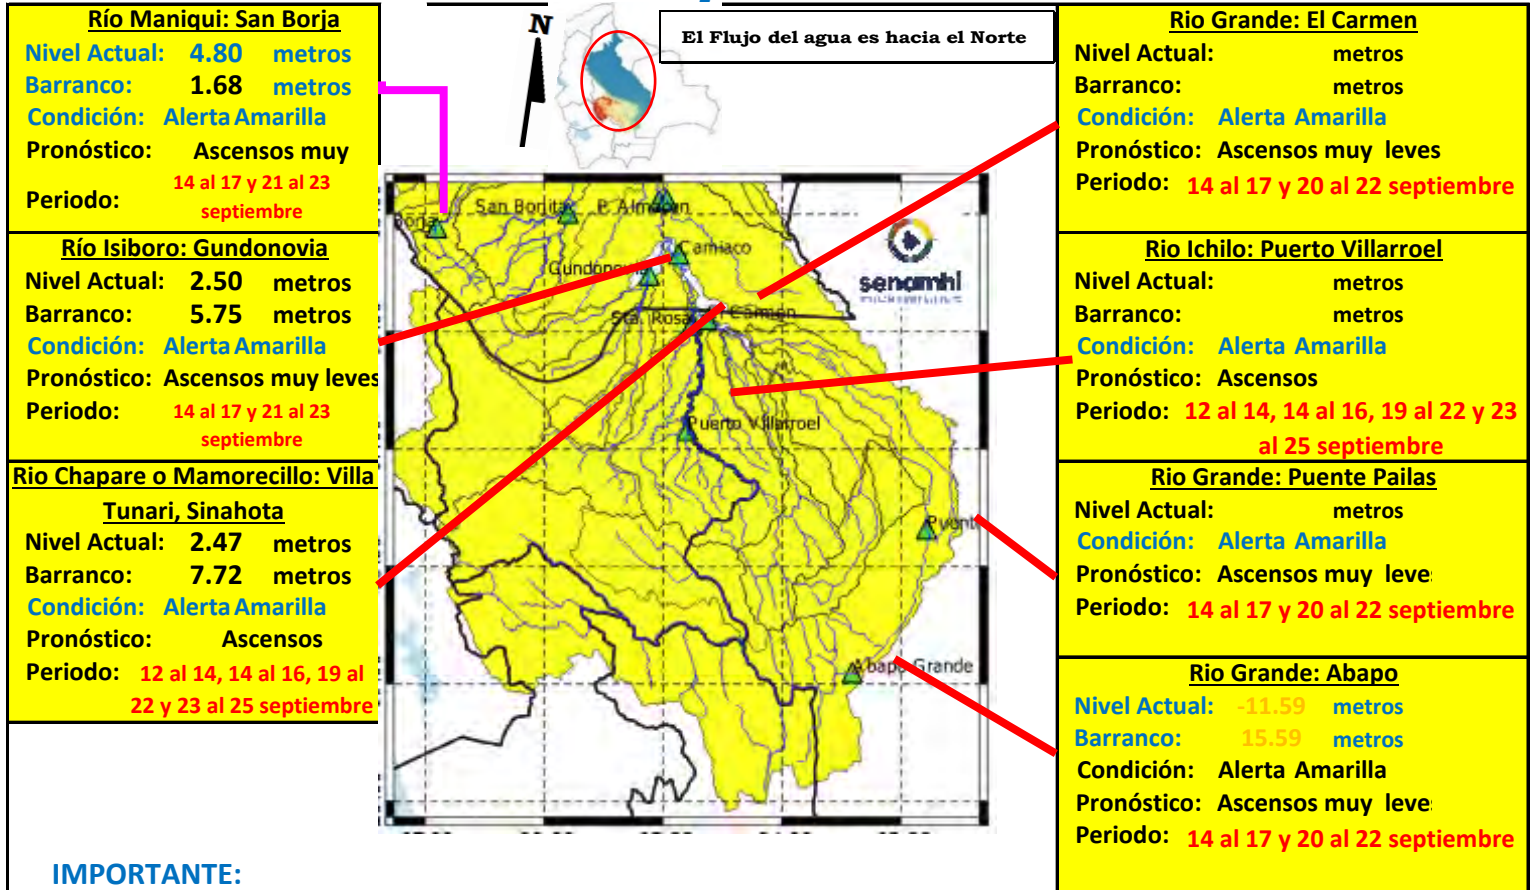 Río Maniqui: San Borja
Nivel Actual: 4.80 metros
Barranco: 1.68 metros
Condición: Alerta Amarilla
Pronóstico: Ascensos muy
Periodo: 14 al 17 y 21 al 23
septiembre
Río Isiboro: Gundonovia
Nivel Actual: 2.50 metros
Barranco: 5.75 metros
Condición: Alerta Amarilla
Pronóstico: Ascensos muy leves
Periodo: 14 al 17 y 21 al 23
septiembre
Rio Chapare o Mamorecillo: Villa
Tunari, Sinahota
Nivel Actual: 2.47 metros
Barranco: 7.72 metros
Condición: Alerta Amarilla
Pronóstico: Ascensos
Periodo: 12 al 14, 14 al 16, 19 al
22 y 23 al 25 septiembre
IMPORTANTE:
N
El Flujo del agua es hacia el Norte
San Bonita
Camiaco
Gundonovia
senamhi
Sta. Rosa
Puerto Villarroel
Puent
Abapo Grande
Rio Grande: El Carmen
Nivel Actual: metros
Barranco: metros
Condición: Alerta Amarilla
Pronóstico: Ascensos muy leves
Periodo: 14 al 17 y 20 al 22 septiembre
Rio Ichilo: Puerto Villarroel
Nivel Actual: metros
Barranco: metros
Condición: Alerta Amarilla
Pronóstico: Ascensos
Periodo: 12 al 14, 14 al 16, 19 al 22 y 23
al 25 septiembre
Rio Grande: Puente Pailas
Nivel Actual: metros
Condición: Alerta Amarilla
Pronóstico: Ascensos muy leve
Periodo: 14 al 17 y 20 al 22 septiembre
Rio Grande: Abapo
Nivel Actual: -11.59 metros
Barranco: 15.59 metros
Condición: Alerta Amarilla
Pronóstico: Ascensos muy leve
Periodo: 14 al 17 y 20 al 22 septiembre